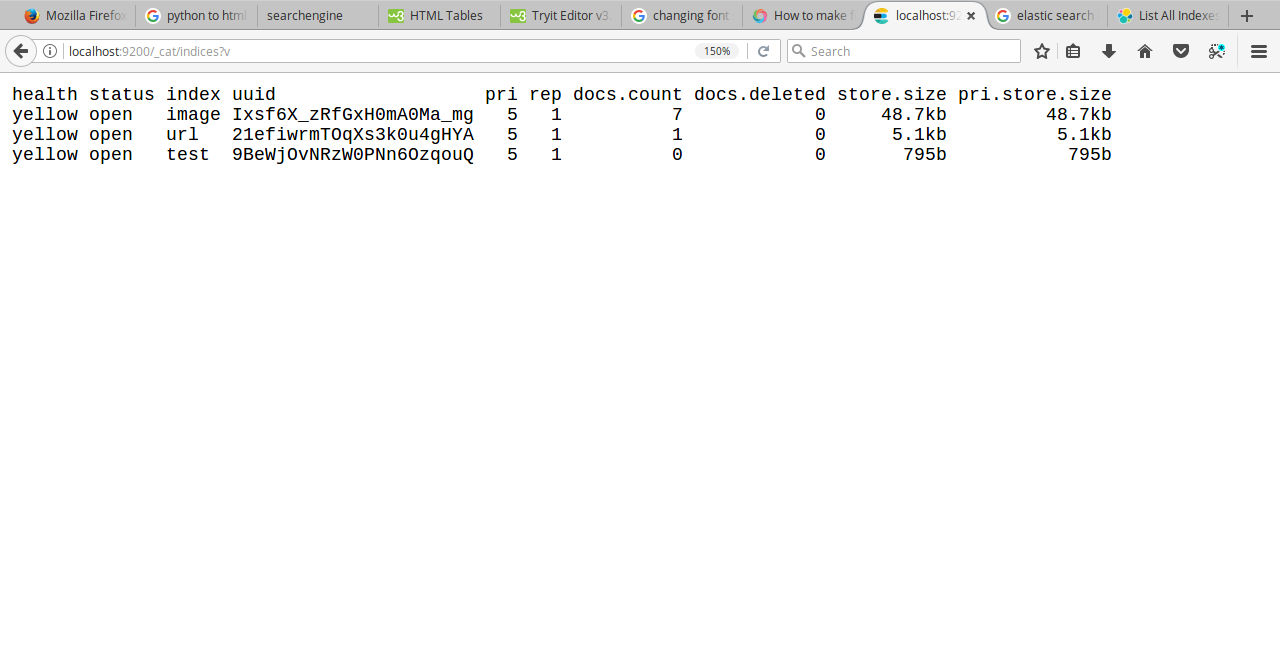 Mozilla Firefox python to html searchengine HTML Tables Tryit Editor v3. changing font How to make f localhost:92 elastic search List All Indexes
localhost:9200/_cat/indices?v 150% Search
health status index uuid pri rep docs.count docs.deleted store.size pri.store.size
yellow open image Ixsf6X_zRfGxH0mA0Ma_mg 5 1 7 0 48.7kb 48.7kb
yellow open url 21efiwrmTOqXs3k0u4gHYA 5 1 1 0 5.1kb 5.1kb
yellow open test 9BeWjOvNRzW0PNn6OzqouQ 5 1 0 0 795b 795b